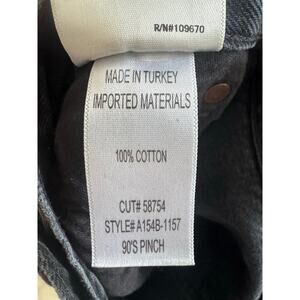 R/N#109670
MADE IN TURKEY
IMPORTED MATERIALS
100% COTTON
CUT# 58754
STYLE# A154B-1157
90'S PINCH